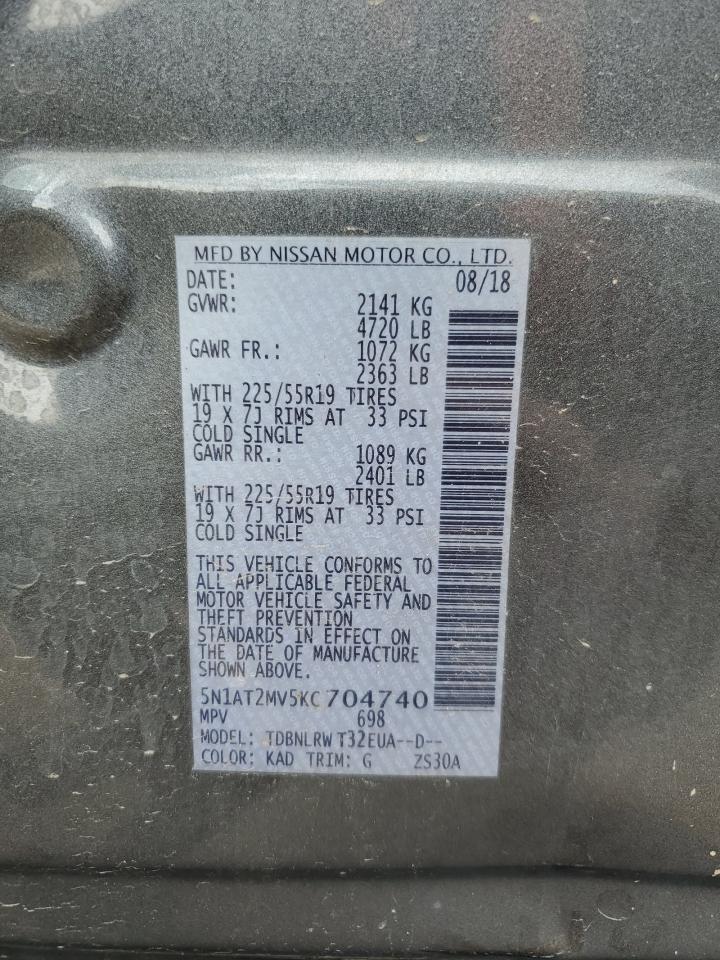 MFD BY NISSAN MOTOR CO., LTD.
DATE: 08/18
GVWR: 2141 KG
4720 LB
GAWR FR.: 1072 KG
2363 LB
WITH 225/55R19 TIRES
19 X 7J RIMS AT 33 PSI
COLD SINGLE
GAWR RR.: 1089 KG
2401 LB
WITH 225/55R19 TIRES
19 X 7J RIMS AT 33 PSI
COLD SINGLE
THIS VEHICLE CONFORMS TO
ALL APPLICABLE FEDERAL
MOTOR VEHICLE SAFETY AND
THEFT PREVENTION
STANDARDS IN EFFECT ON
THE DATE OF MANUFACTURE
SHOWN ABOVE.
5N1AT2MV5KC704740
MPV 698
MODEL: TDBNLRW T32EUA--D--
COLOR: KAD TRIM: G ZS30A